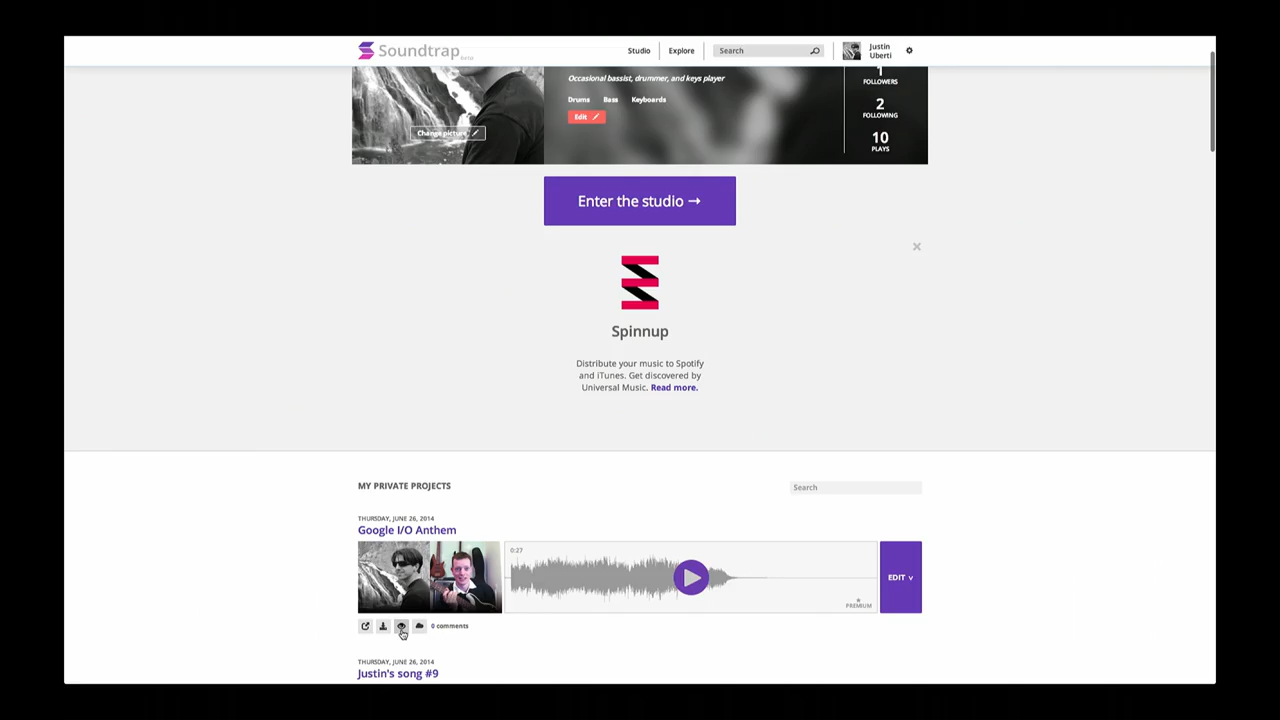 Soundtrap
beta
Studio
Explore
Search
Justin
Uberti
Occasional bassist, drummer, and keys player
Drums Bass Keyboards
Edit
Change picture
1
FOLLOWERS
2
FOLLOWING
10
PLAYS
Enter the studio →
Spinnup
Distribute your music to Spotify
and iTunes. Get discovered by
Universal Music. Read more.
MY PRIVATE PROJECTS
Search
THURSDAY, JUNE 26, 2014
Google I/O Anthem
0:27
PREMIUM
EDIT v
0 comments
THURSDAY, JUNE 26, 2014
Justin's song #9